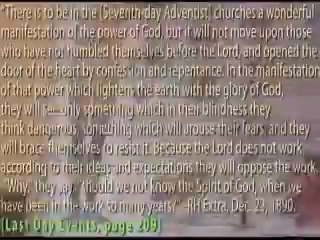 "There is to be in the [Seventh-day Adventist] churches a wonderful
manifestation of the power of God, but it will not move upon those
who have not humbled themselves before the Lord, and opened the
door of the heart by confession and repentance. In the manifestation
of that power which lightens the earth with the glory of God,
they will see only something which in their blindness they
think dangerous, something which will arouse their fears and they
will brace themselves to resist it. Because the Lord does not work
according to their ideas and expectations they will oppose the work.
"Why," they say "should we not know the Spirit of God, when we
have been in the work so many years?" -RH Extra, Dec. 23, 1890.
(Last Day Events, page 209)